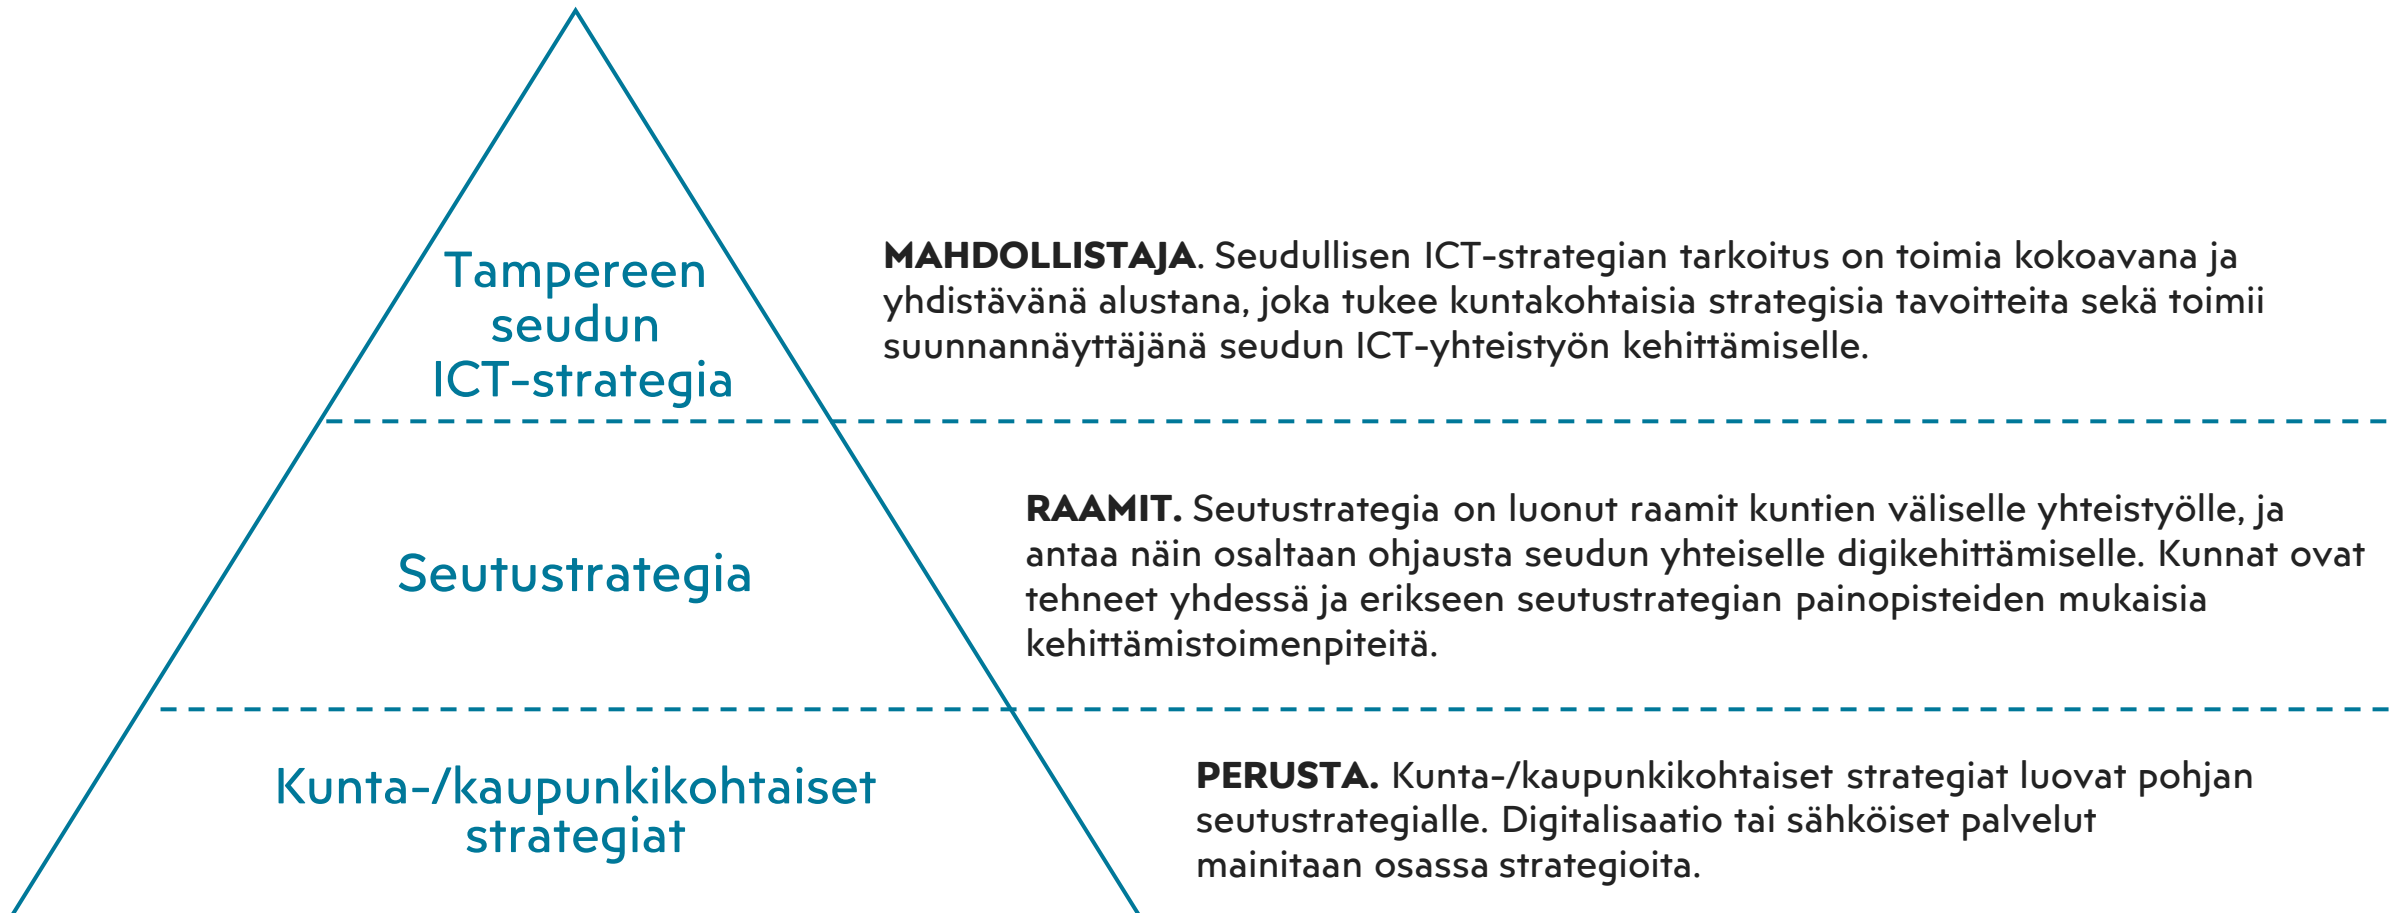 Tampereen
seudun
ICT-strategia
MAHDOLLISTAJA. Seudullisen ICT-strategian tarkoitus on toimia kokoavana ja
yhdistävänä alustana, joka tukee kuntakohtaisia strategisia tavoitteita sekä toimii
suunnannäyttäjänä seudun ICT-yhteistyön kehittämiselle.
Seutustrategia
RAAMIT. Seutustrategia on luonut raamit kuntien väliselle yhteistyölle, ja
antaa näin osaltaan ohjausta seudun yhteiselle digikehittämiselle. Kunnat ovat
tehneet yhdessä ja erikseen seutustrategian painopisteiden mukaisia
kehittämistoimenpiteitä.
Kunta-/kaupunkikohtaiset
strategiat
PERUSTA. Kunta-/kaupunkikohtaiset strategiat luovat pohjan
seutustrategialle. Digitalisaatio tai sähköiset palvelut
mainitaan osassa strategioita.